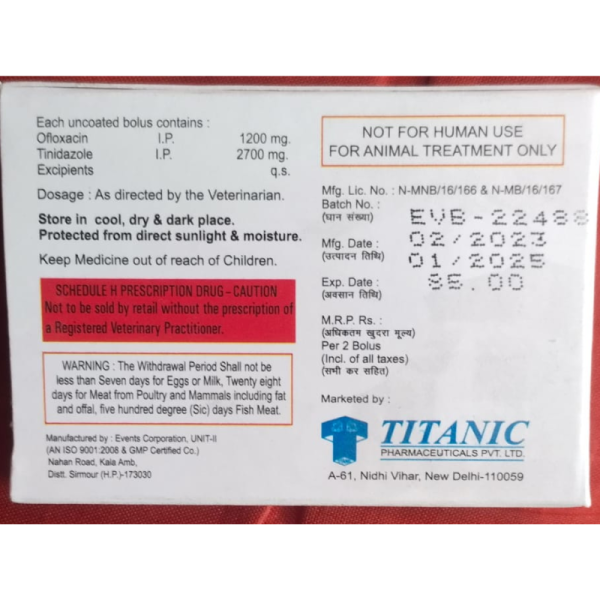 Each uncoated bolus contains :
Ofloxacin I.P. 1200 mg.
Tinidazole I.P. 2700 mg.
Excipients q.s.
Dosage : As directed by the Veterinarian.
Store in cool, dry & dark place.
Protected from direct sunlight & moisture.
Keep Medicine out of reach of Children.
SCHEDULE H PRESCRIPTION DRUG - CAUTION
Not to be sold by retail without the prescription of
a Registered Veterinary Practitioner.
WARNING : The Withdrawal Period Shall not be
less than Seven days for Eggs or Milk, Twenty eight
days for Meat from Poultry and Mammals including fat
and offal, five hundred degree (Sic) days Fish Meat.
Manufactured by : Events Corporation, UNIT-II
(AN ISO 9001:2008 & GMP Certified Co.)
Nahan Road, Kala Amb,
Distt. Sirmour (H.P.)-173030
NOT FOR HUMAN USE
FOR ANIMAL TREATMENT ONLY
Mfg. Lic. No. : N-MNB/16/166 & N-MB/16/167
Batch No. :
(घान संख्या) EVB-22488
Mfg. Date : 02/2023
(उत्पादन तिथि) 01/2025
Exp. Date : 85.00
(अवसान तिथि)
M.R.P. Rs. :
(अधिकतम खुदरा मूल्य)
Per 2 Bolus
(Incl. of all taxes)
(सभी कर सहित)
Marketed by :
TITANIC
PHARMACEUTICALS PVT. LTD.
A-61, Nidhi Vihar, New Delhi-110059